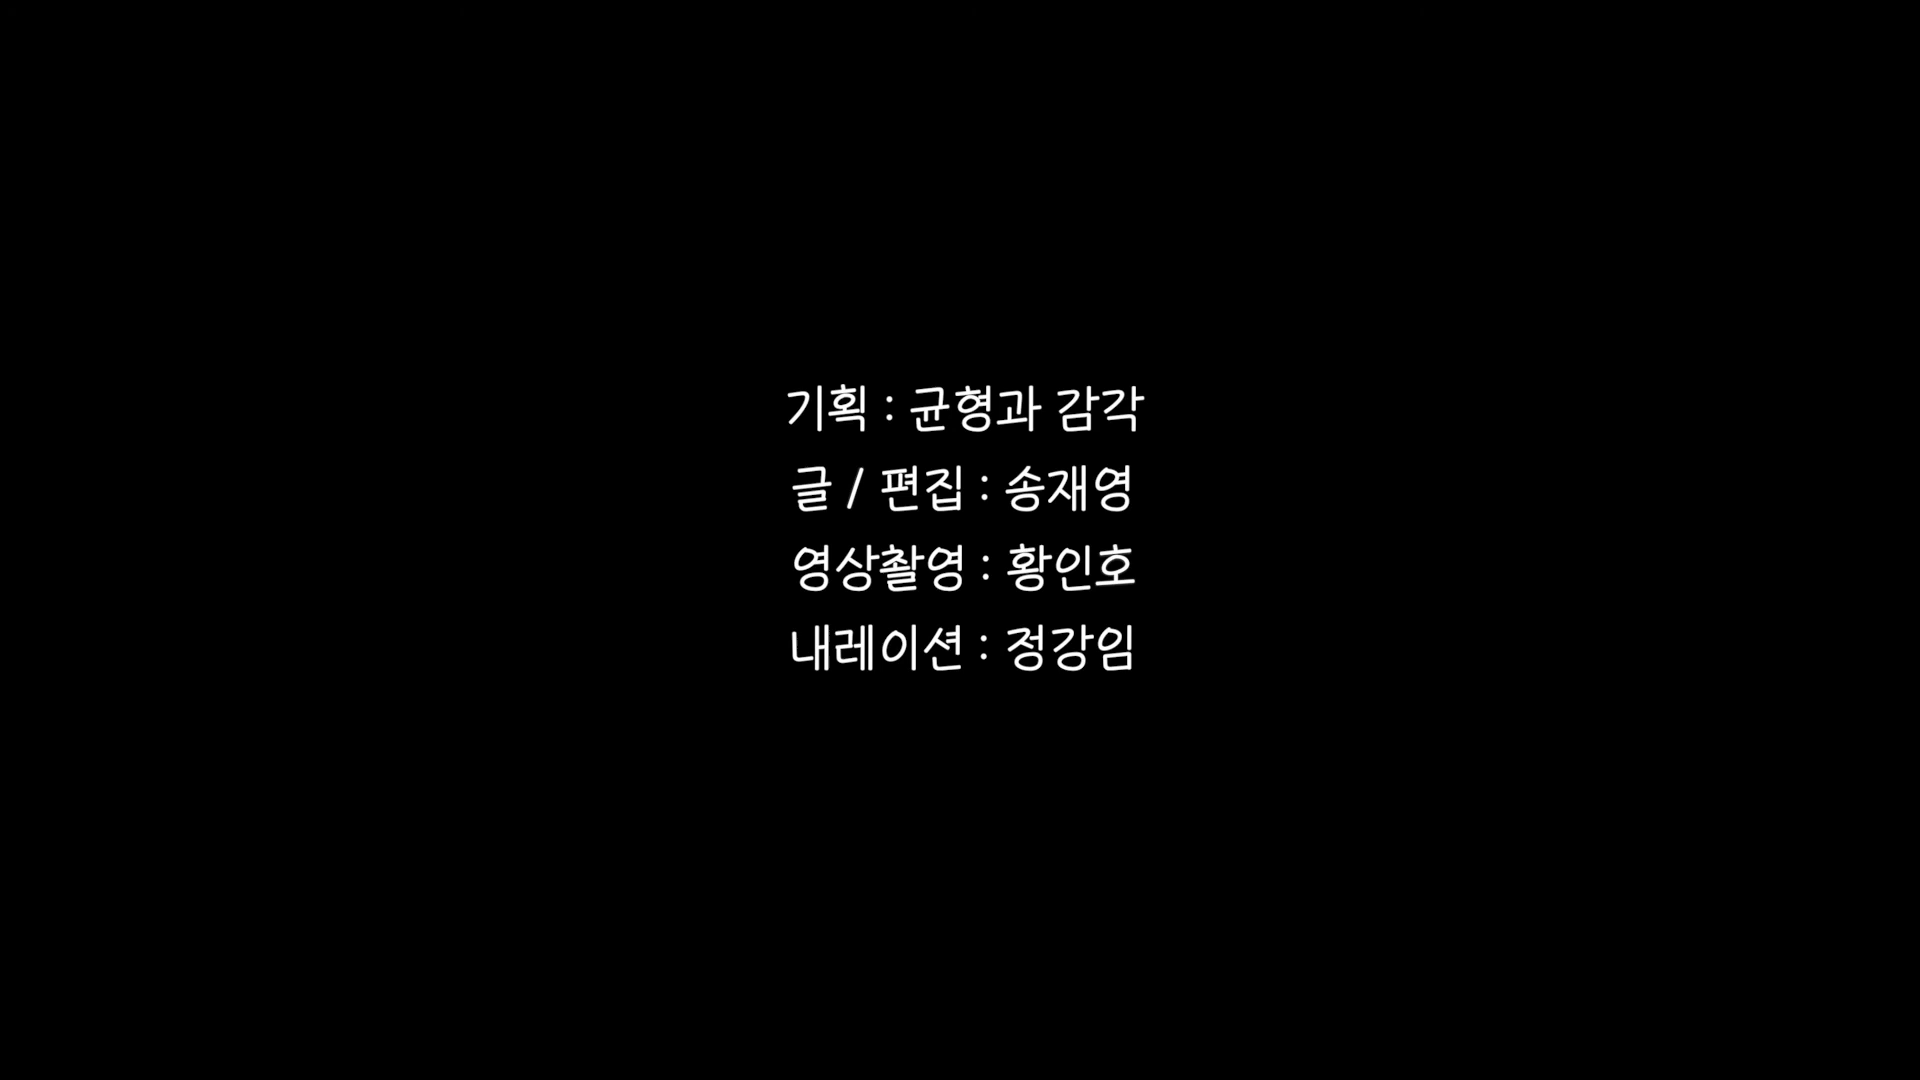 기획 : 균형과 감각
글 / 편집 : 송재영
영상촬영 : 황인호
내레이션 : 정강임